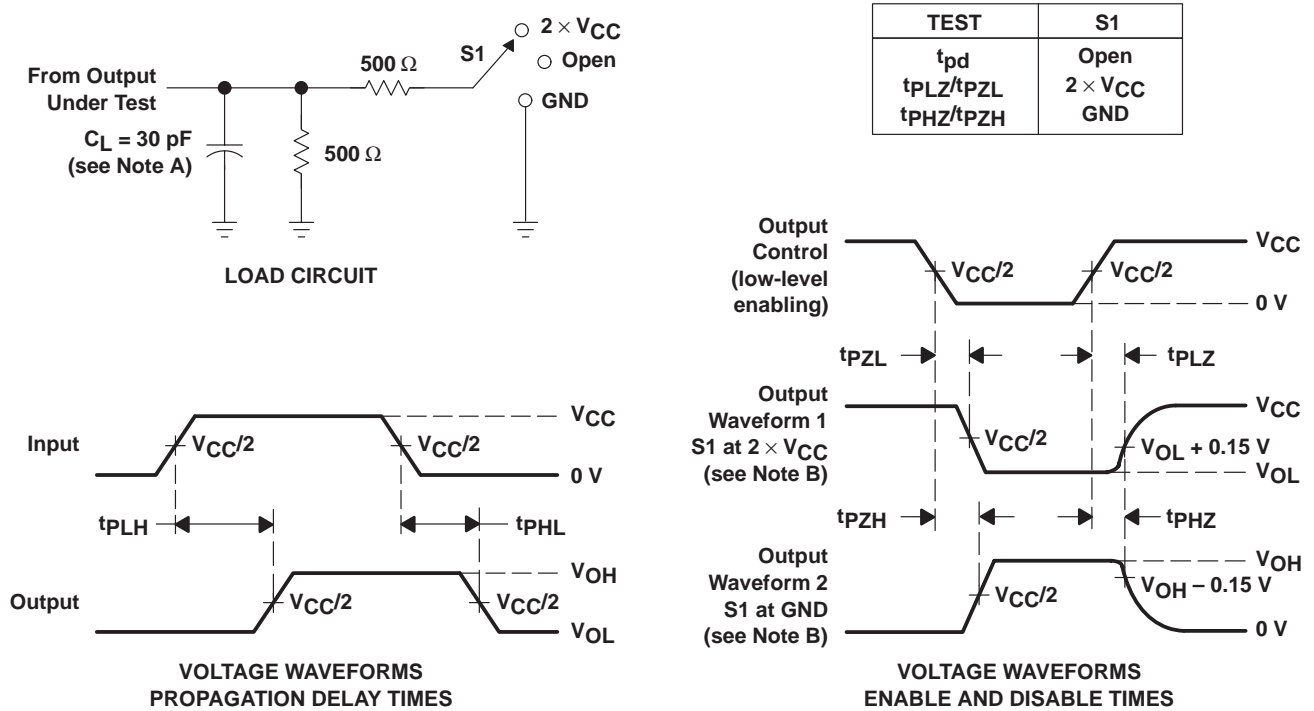 From Output
Under Test
CL = 30 pF
(see Note A)
500 Ω
500 Ω
S1
2 × VCC
Open
GND
LOAD CIRCUIT
TEST S1
tpd Open
tPLZ/tPZL 2 × VCC
tPHZ/tPZH GND
Input
VCC/2
VCC/2
VCC
0 V
tPLH
tPHL
Output
VCC/2
VCC/2
VOH
VOL
VOLTAGE WAVEFORMS
PROPAGATION DELAY TIMES
Output
Control
(low-level
enabling)
VCC/2
VCC/2
VCC
0 V
tPZL
tPLZ
Output
Waveform 1
S1 at 2 × VCC
(see Note B)
VCC/2
VCC
VOL + 0.15 V
VOL
tPZH
tPHZ
Output
Waveform 2
S1 at GND
(see Note B)
VCC/2
VOH
VOH – 0.15 V
0 V
VOLTAGE WAVEFORMS
ENABLE AND DISABLE TIMES